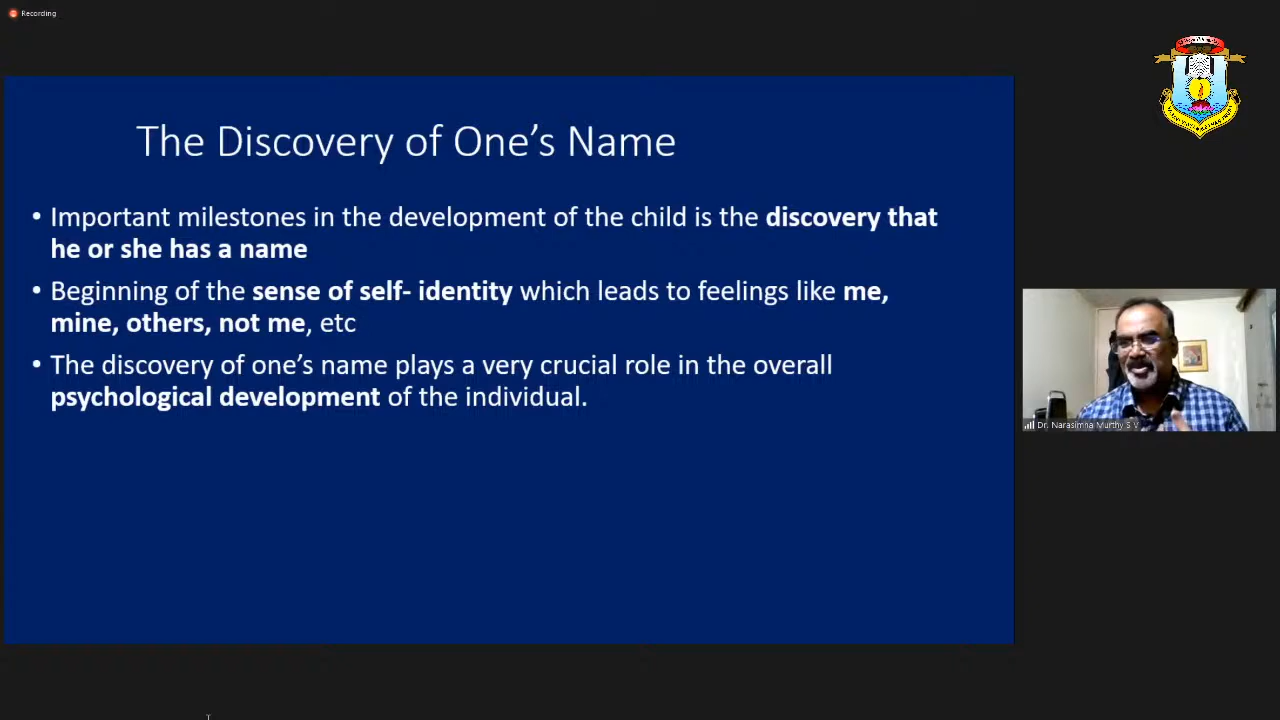 Recording
The Discovery of One’s Name
• Important milestones in the development of the child is the discovery that
he or she has a name
• Beginning of the sense of self- identity which leads to feelings like me,
mine, others, not me, etc
• The discovery of one’s name plays a very crucial role in the overall
psychological development of the individual.
Dr. Narasimha Murthy S V